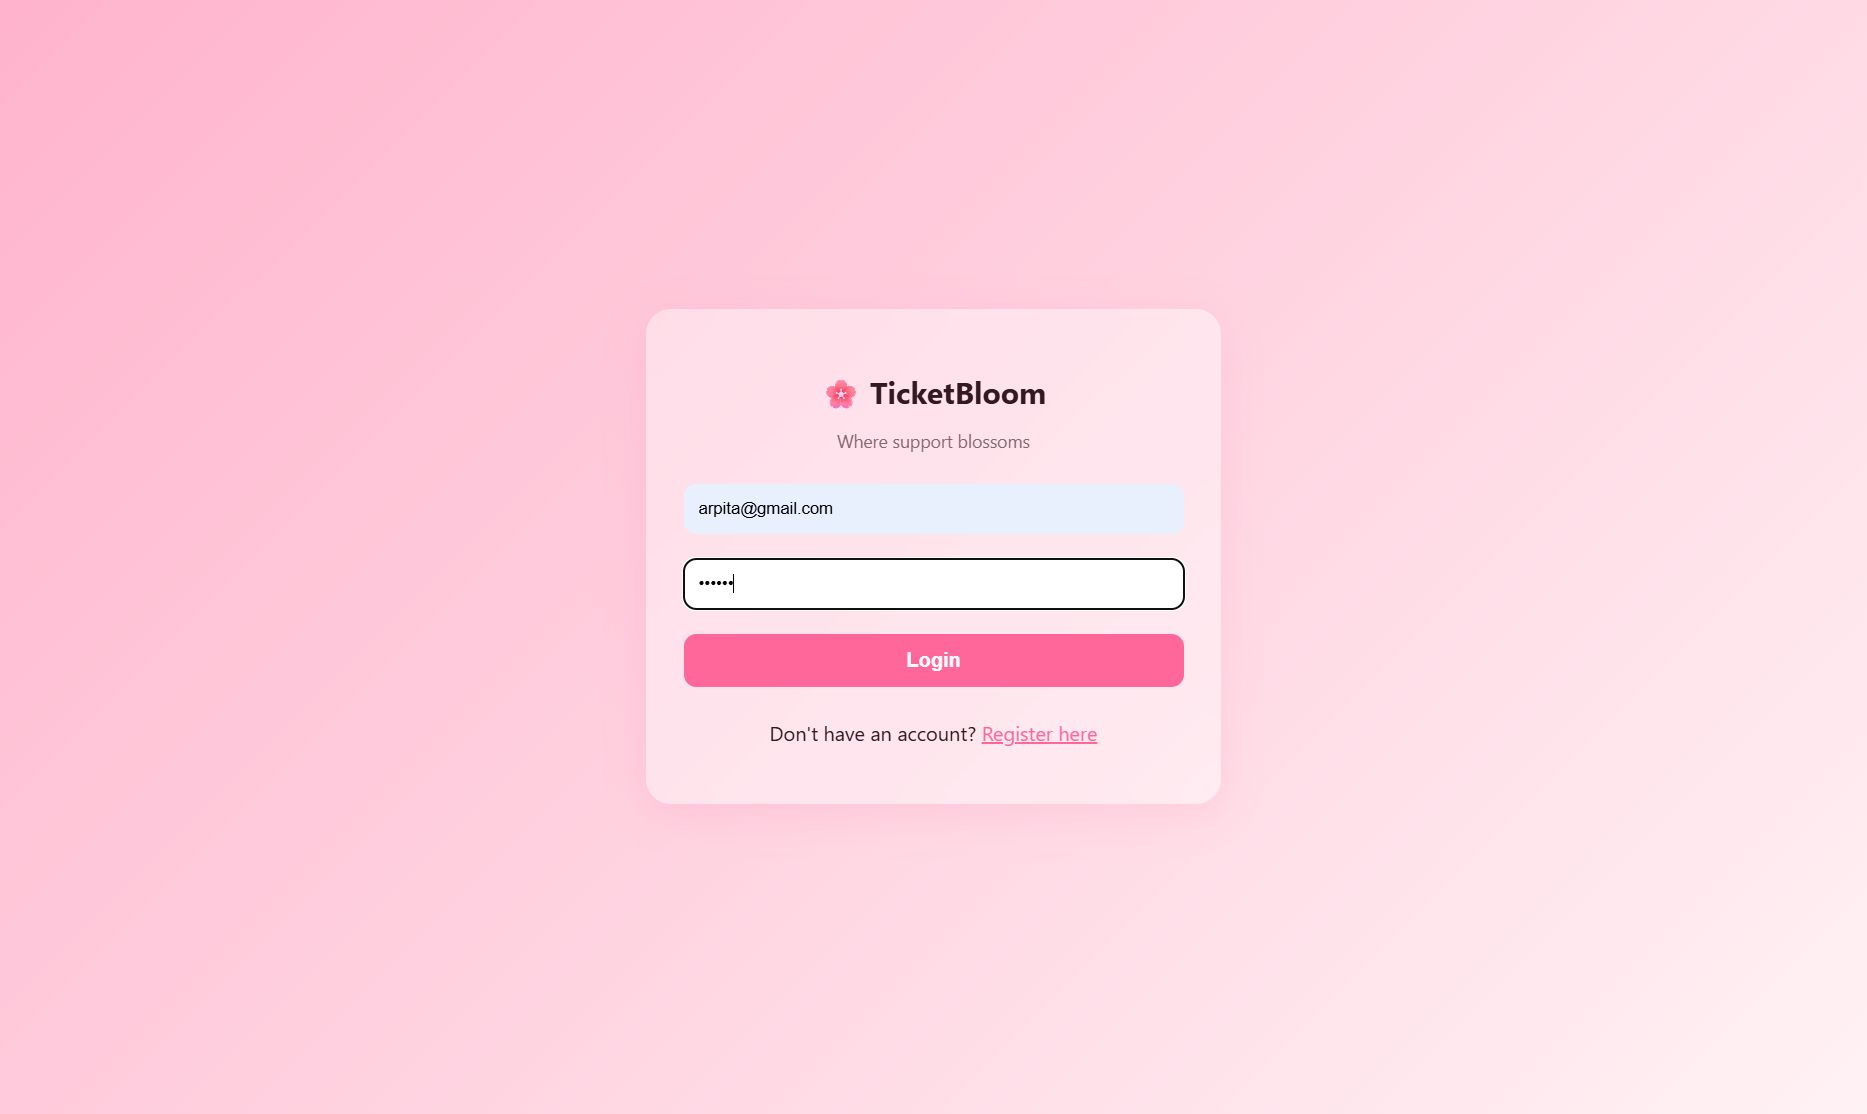 TicketBloom
Where support blossoms
arpita@gmail.com
••••••
Login
Don't have an account? Register here